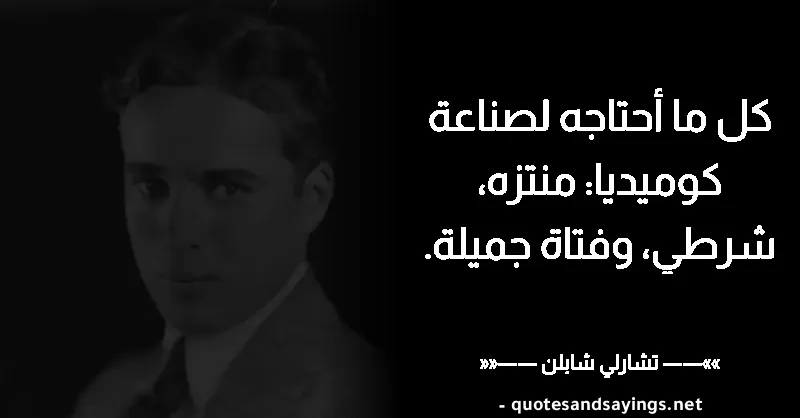 كل ما أحتاجه لصناعة
كوميديا: منتزه،
شرطي، وفتاة جميلة.
»»—— تشارلي شابلن ——««
- quotesandsayings.net